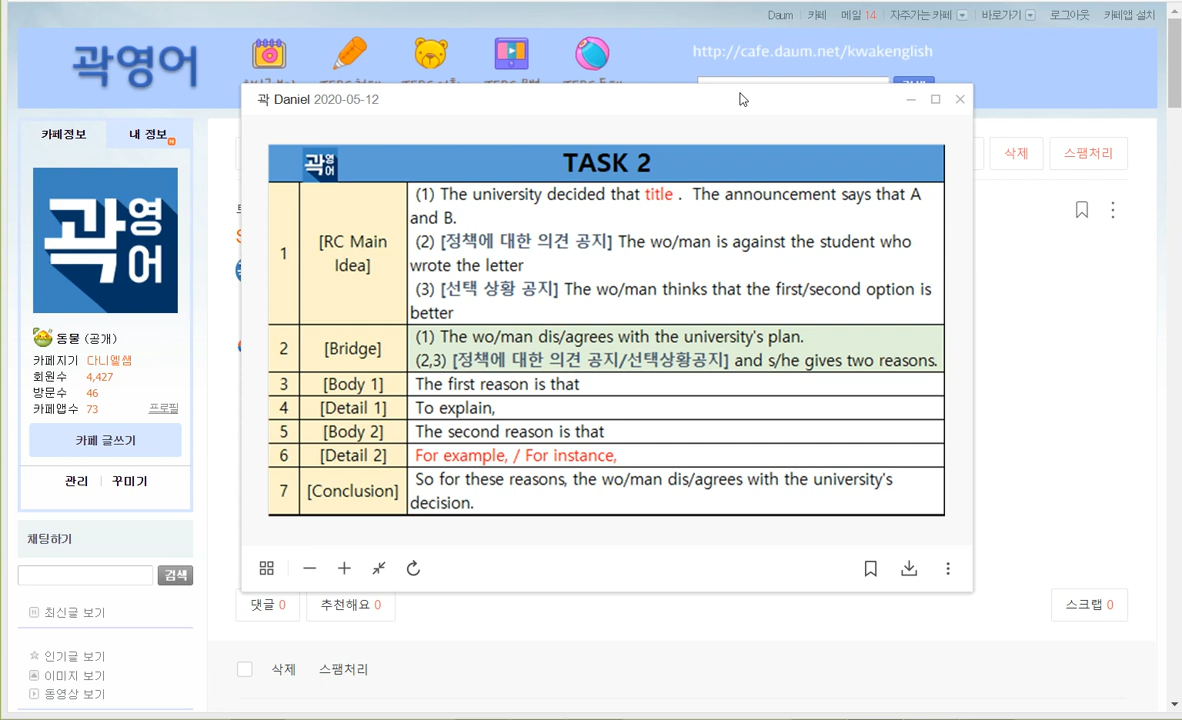 Daum 카페 메일 14 자주가는 카페 바로가기 로그아웃 카페앱 설치
곽영어
http://cafe.daum.net/kwakenglish
카페정보 내 정보
곽영어
동물 (공개)
카페지기 다니엘쌤
회원수 4,427
방문수 46
카페앱수 73 프로필
카페 글쓰기
관리 꾸미기
채팅하기
검색
최신글 보기
인기글 보기
이미지 보기
동영상 보기
삭제 스팸처리
곽 Daniel 2020-05-12
곽영어 TASK 2
1 [RC Main Idea]
(1) The university decided that title . The announcement says that A
and B.
(2) [정책에 대한 의견 공지] The wo/man is against the student who
wrote the letter
(3) [선택 상황 공지] The wo/man thinks that the first/second option is
better
2 [Bridge]
(1) The wo/man dis/agrees with the university's plan.
(2,3) [정책에 대한 의견 공지/선택상황공지] and s/he gives two reasons.
3 [Body 1] The first reason is that
4 [Detail 1] To explain,
5 [Body 2] The second reason is that
6 [Detail 2] For example, / For instance,
7 [Conclusion]
So for these reasons, the wo/man dis/agrees with the university's
decision.
댓글 0 추천해요 0 스크랩 0
삭제 스팸처리